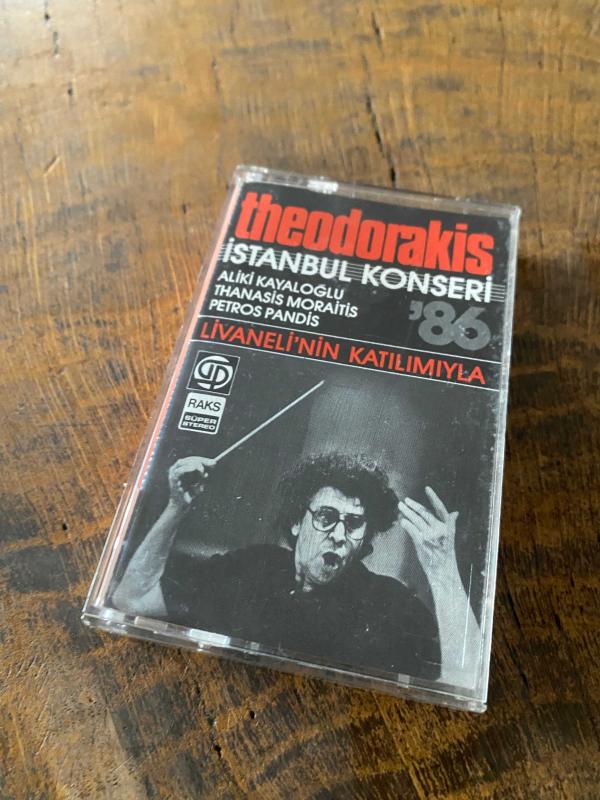 theodorakis
İSTANBUL KONSERİ
'86
ALİKİ KAYALOĞLU
THANASİS MORAİTİS
PETROS PANDİS
LİVANELİ'NİN KATILIMIYLA
RAKS
SÜPER
STEREO